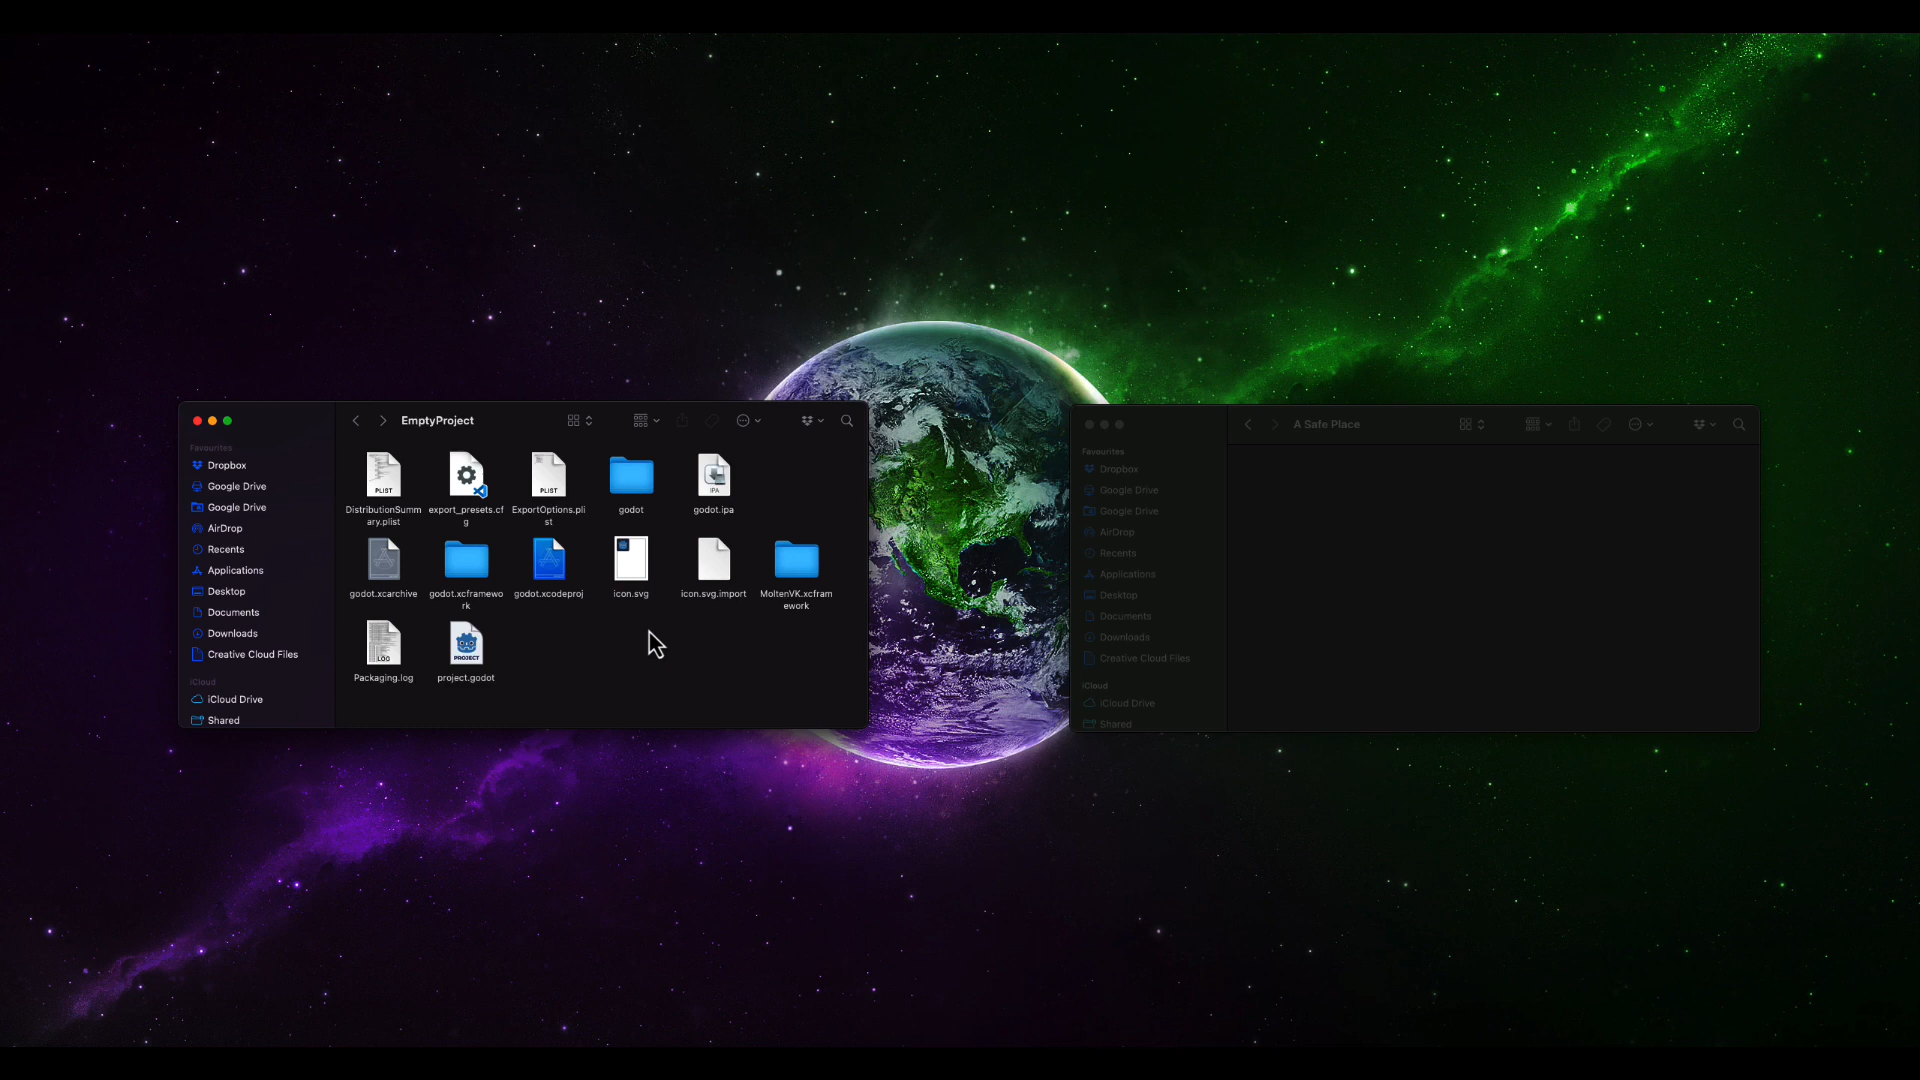 EmptyProject
Favourites
Dropbox
Google Drive
Google Drive
AirDrop
Recents
Applications
Desktop
Documents
Downloads
Creative Cloud Files
iCloud
iCloud Drive
Shared
PLIST
PLIST
IPA
DistributionSumm
ary.plist
export_presets.cf
g
ExportOptions.pli
st
godot
godot.ipa
godot.xcarchive
godot.xcframewo
rk
godot.xcodeproj
icon.svg
icon.svg.import
MoltenVK.xcfram
ework
LOG
PROJECT
Packaging.log
project.godot
A Safe Place
Favourites
Dropbox
Google Drive
Google Drive
AirDrop
Recents
Applications
Desktop
Documents
Downloads
Creative Cloud Files
iCloud
iCloud Drive
Shared